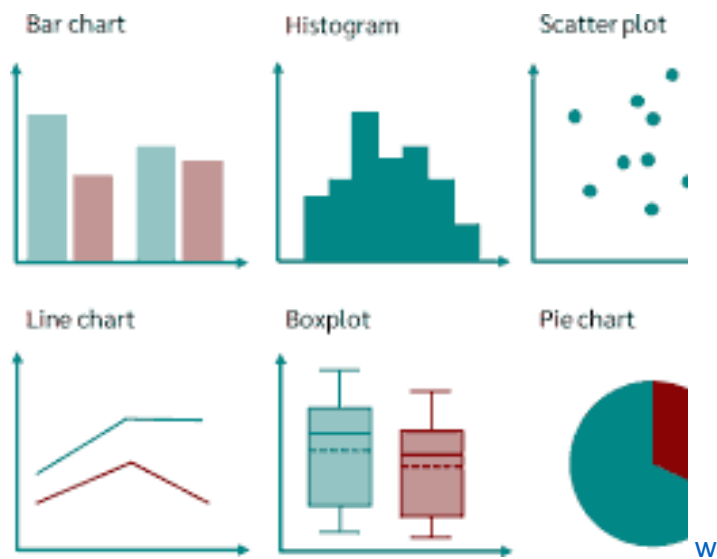 Bar chart
Histogram
Scatter plot
Line chart
Boxplot
Pie chart
w